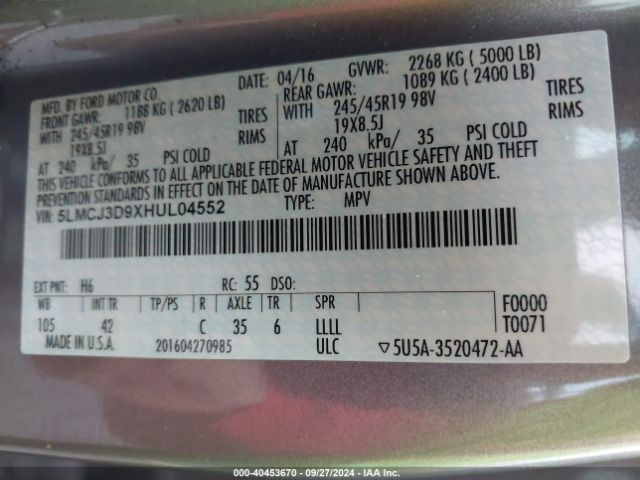 MFD. BY FORD MOTOR CO. DATE: 04/16 GVWR: 2268 KG ( 5000 LB)
FRONT GAWR: 1188 KG ( 2620 LB) REAR GAWR: 1089 KG ( 2400 LB)
WITH 245/45R19 98V TIRES WITH 245/45R19 98V TIRES
19X8.5J RIMS 19X8.5J RIMS
AT 240 kPa/ 35 PSI COLD AT 240 kPa/ 35 PSI COLD
THIS VEHICLE CONFORMS TO ALL APPLICABLE FEDERAL MOTOR VEHICLE SAFETY AND THEFT
PREVENTION STANDARDS IN EFFECT ON THE DATE OF MANUFACTURE SHOWN ABOVE.
VIN: 5LMCJ3D9XHUL04552 TYPE: MPV
EXT PNT: H6 RC: 55 DSO:
WB INT TR TP/PS R AXLE TR SPR F0000
105 42 C 35 6 LLLL T0071
MADE IN U.S.A. 201604270985 ULC ▽5U5A-3520472-AA
000-40453670 - 09/27/2024 - IAA Inc.